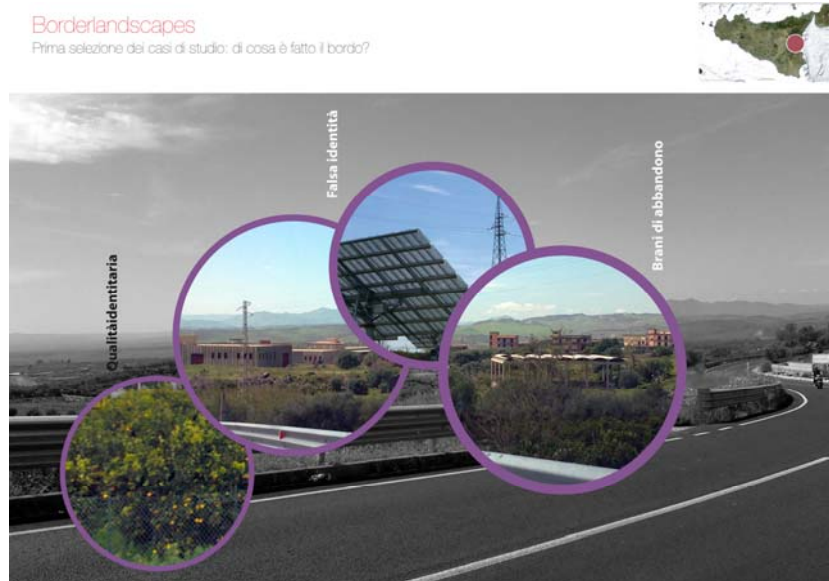 Borderlandscapes
Prima selezione dei casi di studio: di cosa è fatto il bordo?
Qualitàidentitaria
Falsa identità
Brani di abbandono